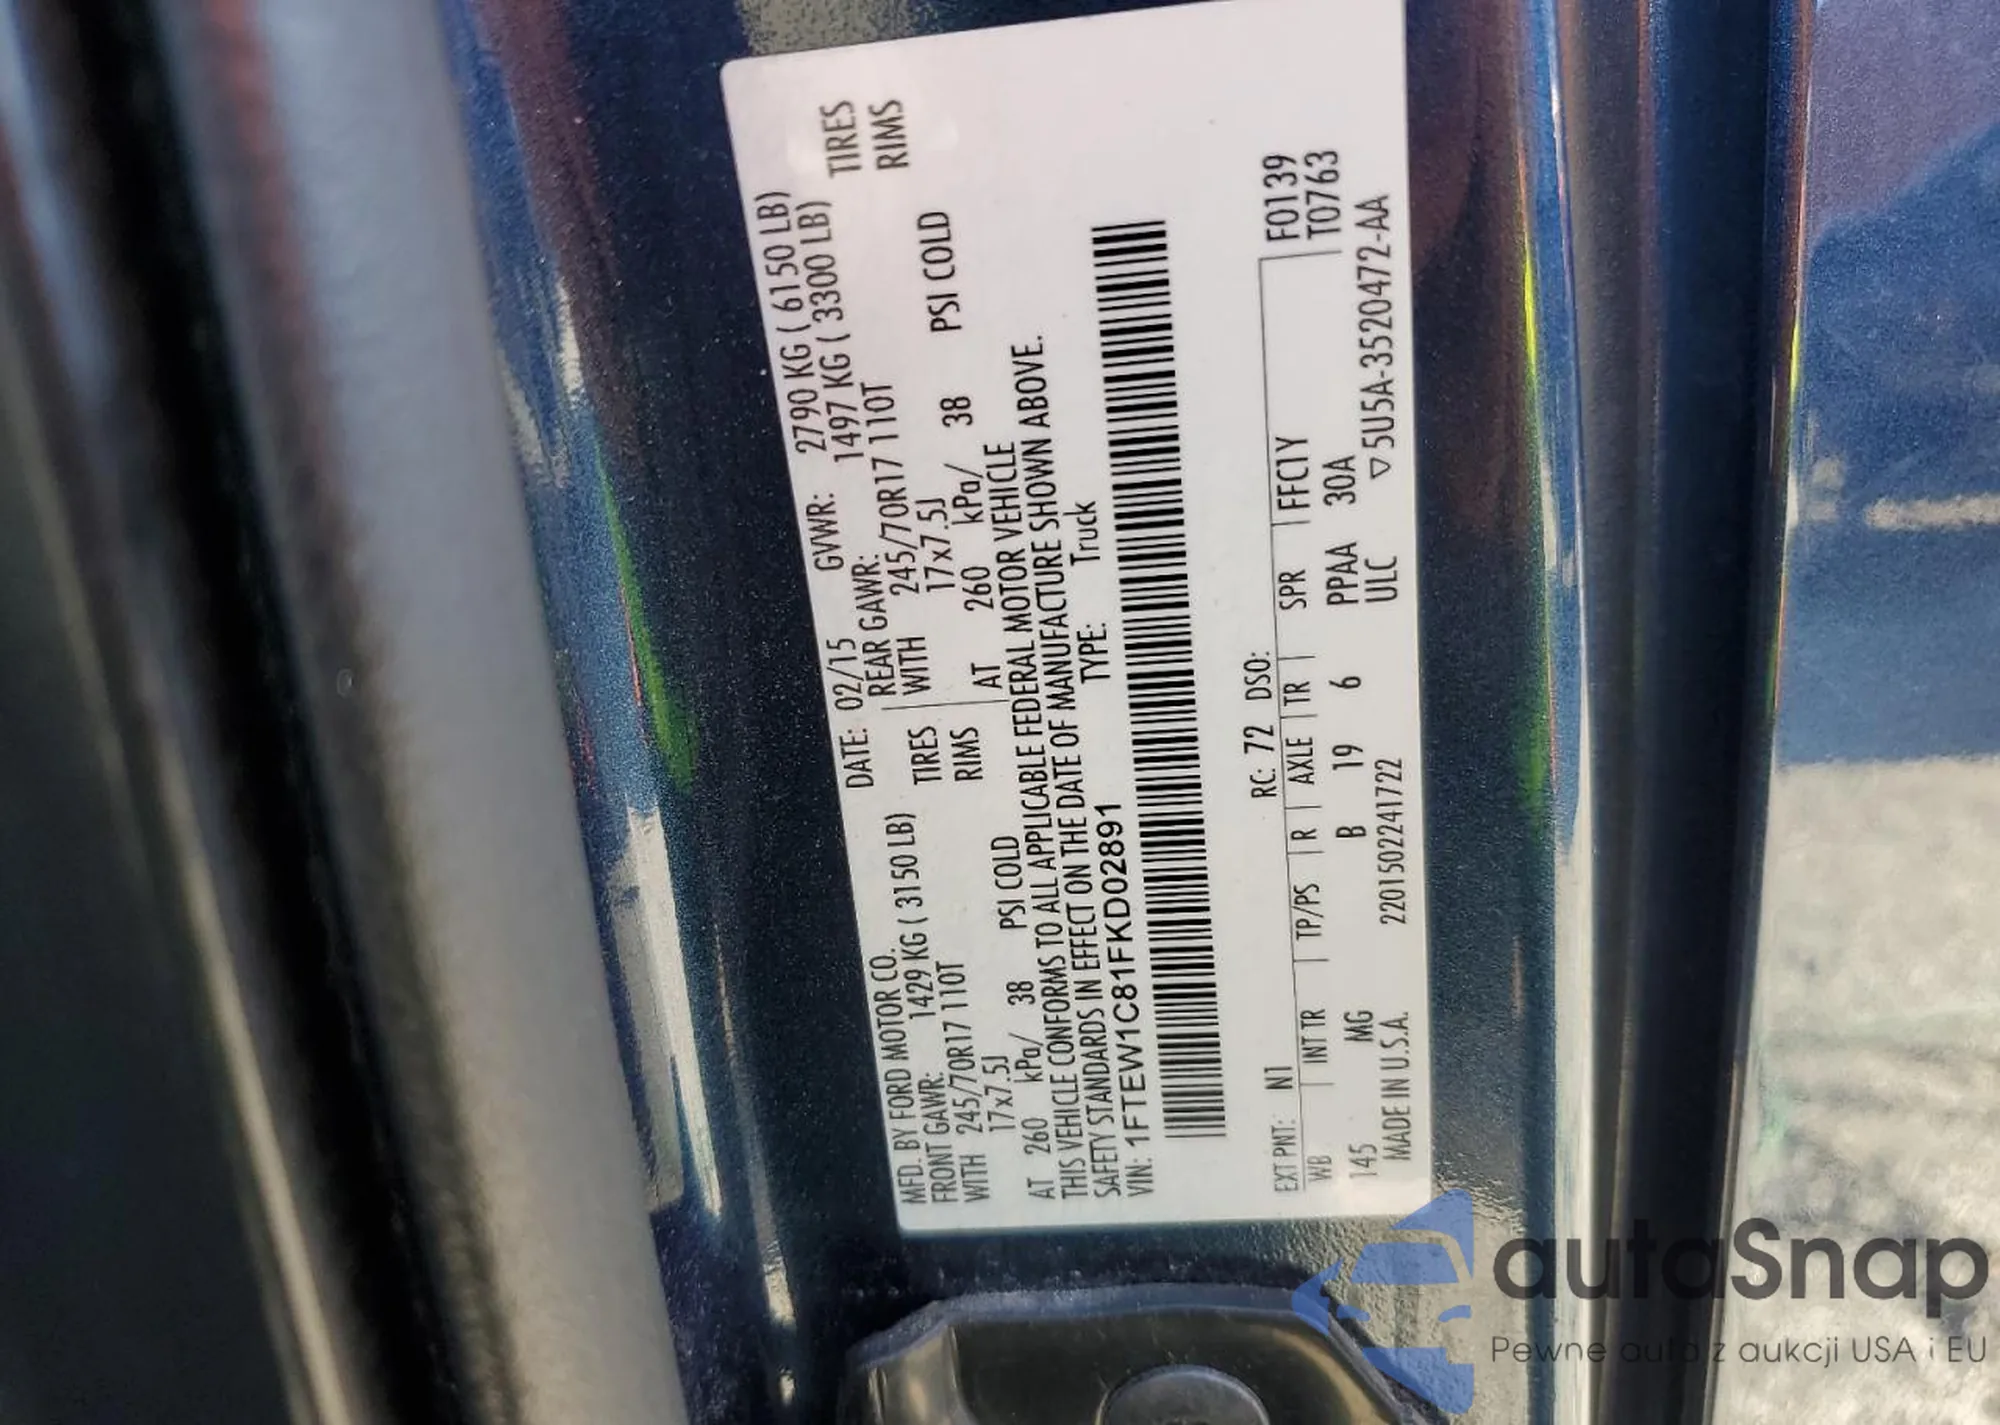 MFD. BY FORD MOTOR CO.
DATE: 02/15 GVWR: 2790 KG ( 6150 LB)
FRONT GAWR: 1429 KG ( 3150 LB)
REAR GAWR: 1497 KG ( 3300 LB)
WITH 245/70R17 110T TIRES
WITH 245/70R17 110T TIRES
17x7.5J RIMS
17x7.5J RIMS
AT 260 kPa/ 38 PSI COLD
AT 260 kPa/ 38 PSI COLD
THIS VEHICLE CONFORMS TO ALL APPLICABLE FEDERAL MOTOR VEHICLE
SAFETY STANDARDS IN EFFECT ON THE DATE OF MANUFACTURE SHOWN ABOVE.
VIN: 1FTEW1C81FKD02891 TYPE: Truck
F0139
T0763
EXT PNT: N1 RC: 72 DSO:
WB | INT TR | TP/PS | R | AXLE | TR | SPR | FFC1Y
145 MG B 19 6 PPAA 30A
ULC
MADE IN U.S.A. 220150224​1722 ▽5U5A-3520472-AA
autaSnap
Pewne auta z aukcji USA i EU